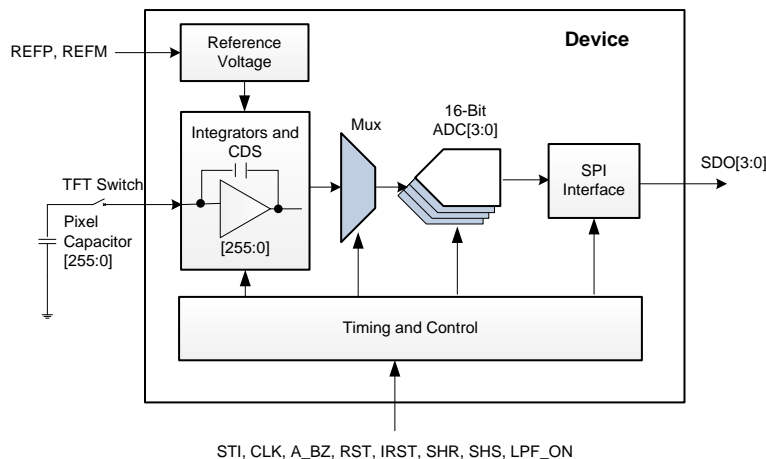 Device
REFP, REFM
Reference
Voltage
Integrators and
CDS
[255:0]
Mux
16-Bit
ADC[3:0]
SPI
Interface
SDO[3:0]
TFT Switch
Pixel
Capacitor
[255:0]
Timing and Control
STI, CLK, A_BZ, RST, IRST, SHR, SHS, LPF_ON